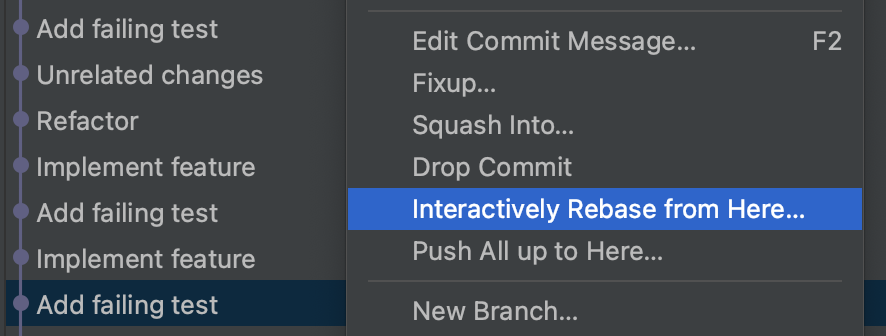 Add failing test
Unrelated changes
Refactor
Implement feature
Add failing test
Implement feature
Add failing test
Edit Commit Message... F2
Fixup...
Squash Into...
Drop Commit
Interactively Rebase from Here...
Push All up to Here...
New Branch...